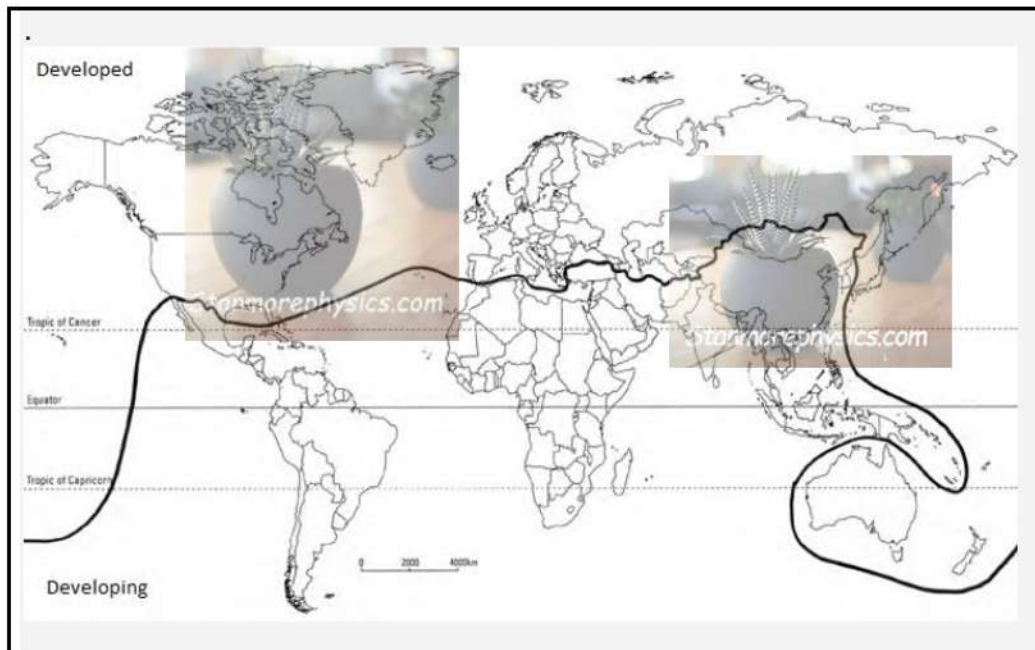 .
Developed
Stanmorephysics.com
Stanmorephysics.com
Tropic of Cancer
Equator
Tropic of Capricorn
0 2000 4000km
Developing